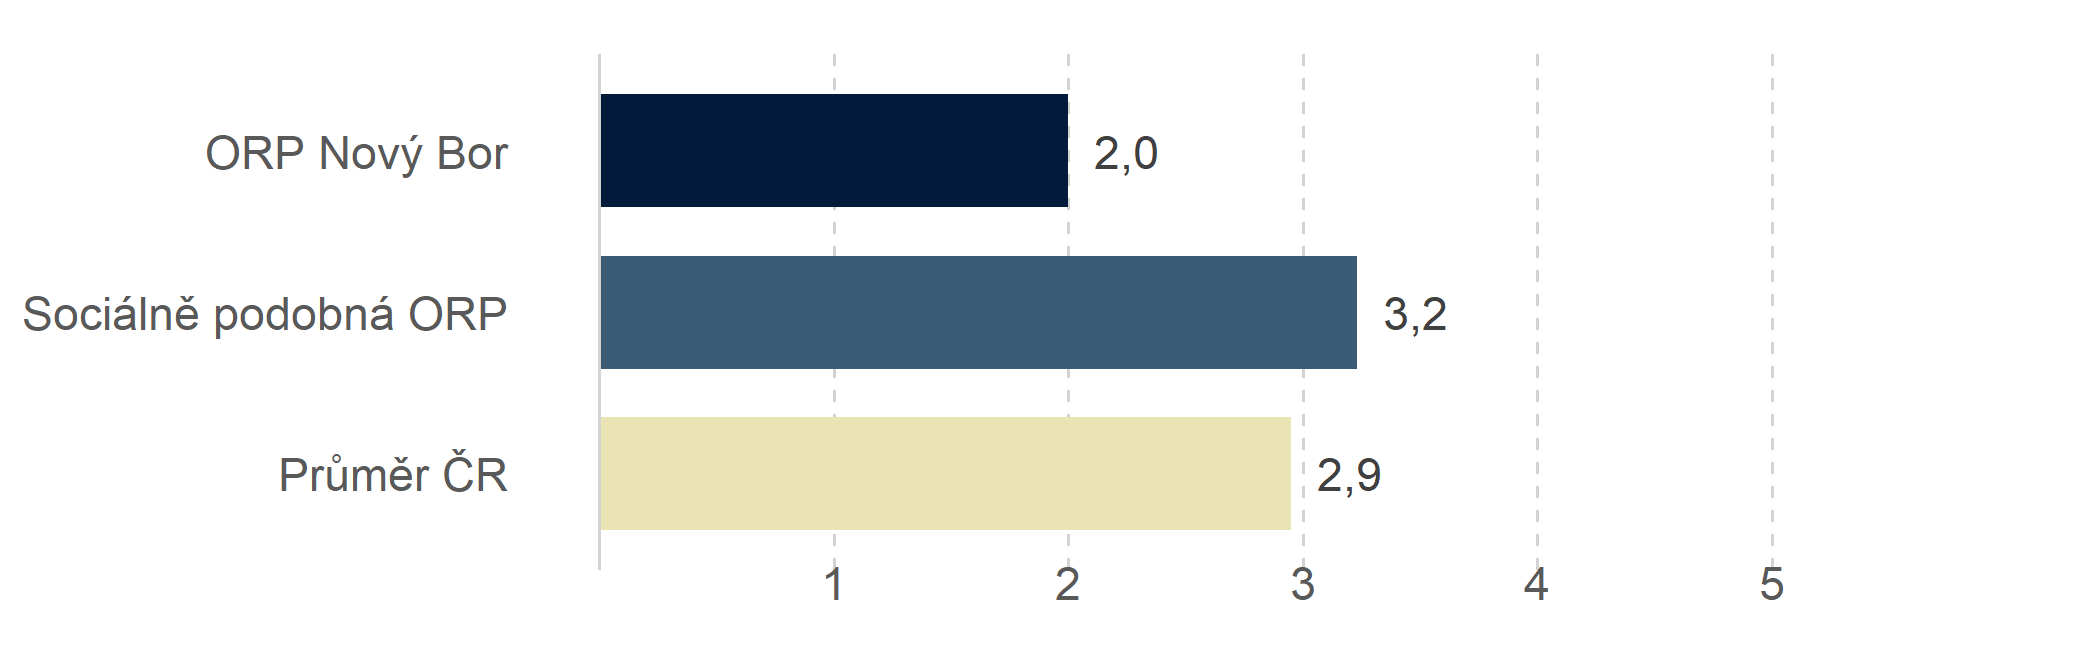 ORP Nový Bor 2,0
Sociálně podobná ORP 3,2
Průměr ČR 2,9
1 2 3 4 5